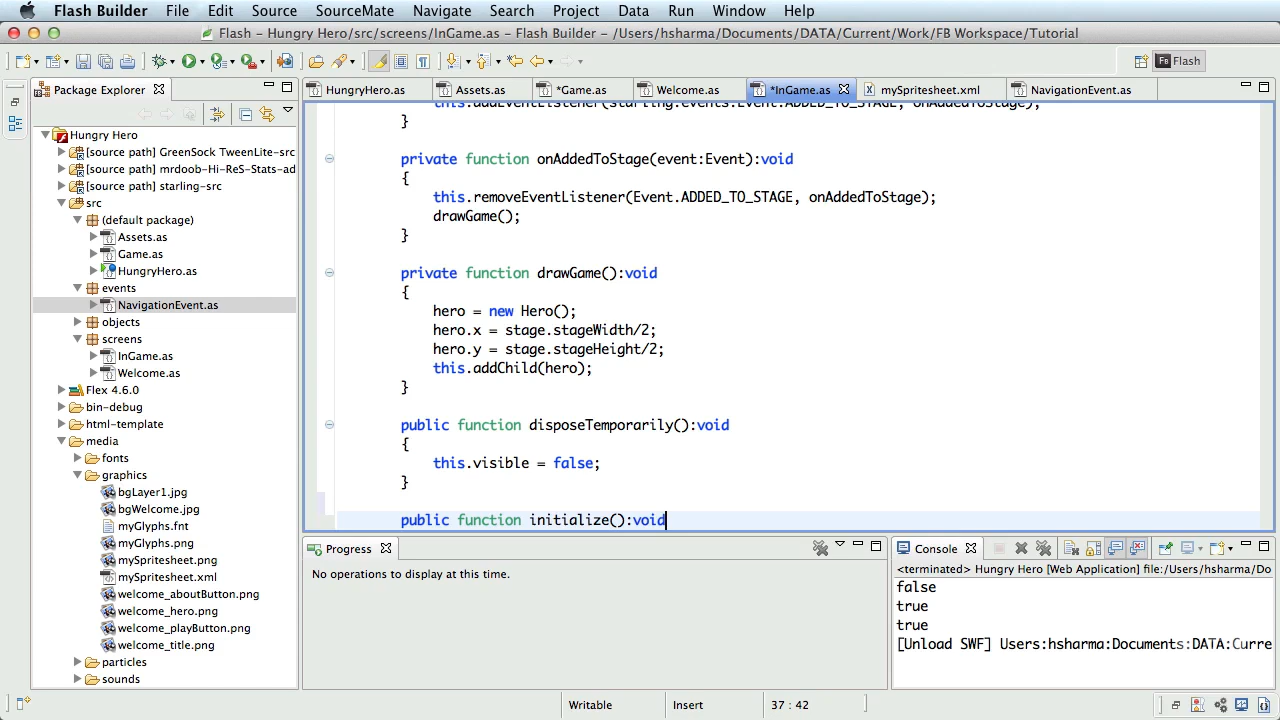 Flash Builder File Edit Source SourceMate Navigate Search Project Data Run Window Help
Flash – Hungry Hero/src/screens/InGame.as – Flash Builder – /Users/hsharma/Documents/DATA/Current/Work/FB Workspace/Tutorial
Fb Flash
Package Explorer
HungryHero.as Assets.as *Game.as Welcome.as *InGame.as mySpritesheet.xml NavigationEvent.as
Hungry Hero
[source path] GreenSock TweenLite-src
[source path] mrdoob-Hi-ReS-Stats-ad
[source path] starling-src
src
(default package)
Assets.as
Game.as
HungryHero.as
events
NavigationEvent.as
objects
screens
InGame.as
Welcome.as
Flex 4.6.0
bin-debug
html-template
media
fonts
graphics
bgLayer1.jpg
bgWelcome.jpg
myGlyphs.fnt
myGlyphs.png
mySpritesheet.png
mySpritesheet.xml
welcome_aboutButton.png
welcome_hero.png
welcome_playButton.png
welcome_title.png
particles
sounds
this.addEventListener(starling.events.Event.ADDED_TO_STAGE, onAddedToStage);
}
private function onAddedToStage(event:Event):void
{
this.removeEventListener(Event.ADDED_TO_STAGE, onAddedToStage);
drawGame();
}
private function drawGame():void
{
hero = new Hero();
hero.x = stage.stageWidth/2;
hero.y = stage.stageHeight/2;
this.addChild(hero);
}
public function disposeTemporarily():void
{
this.visible = false;
}
public function initialize():void
Progress
No operations to display at this time.
Console
<terminated> Hungry Hero [Web Application] file:/Users/hsharma/Do
false
true
true
[Unload SWF] Users:hsharma:Documents:DATA:Curre
Writable Insert 37 : 42